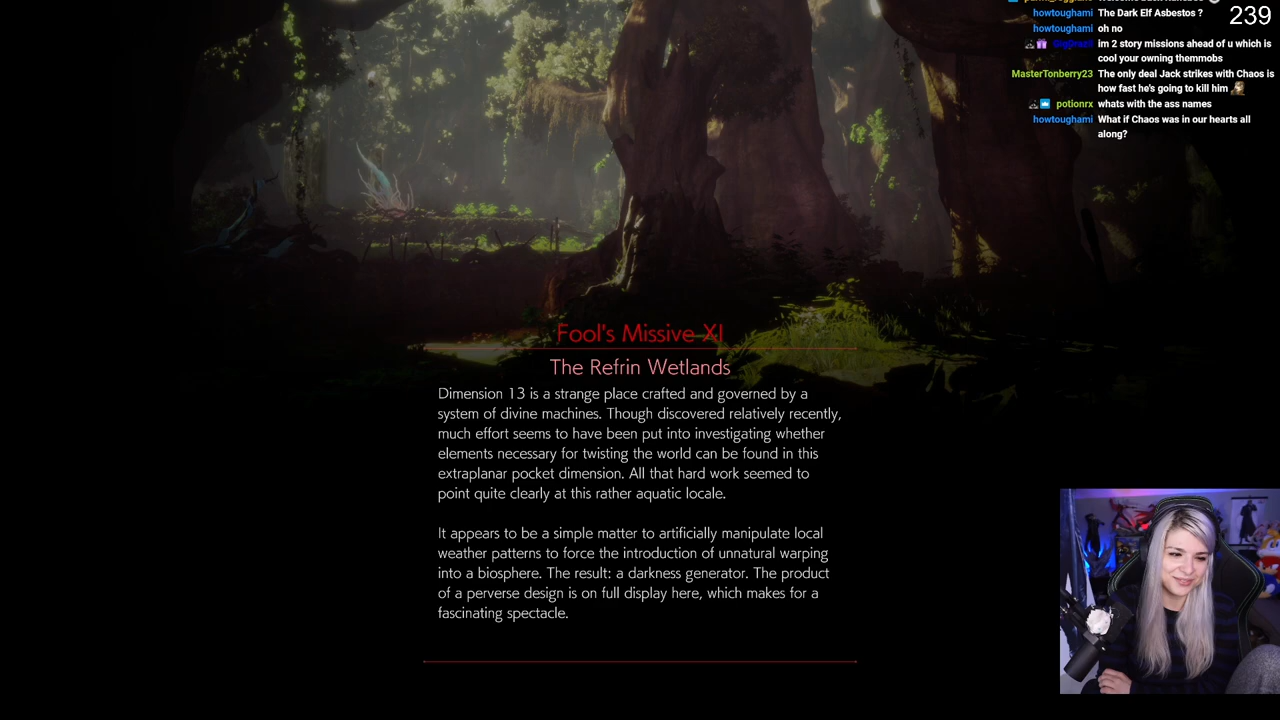 239
howtoughami The Dark Elf Asbestos ?
howtoughami oh no
im 2 story missions ahead of u which is
cool your owning themmobs
MasterTonberry23 The only deal Jack strikes with Chaos is
how fast he's going to kill him
potionrx whats with the ass names
howtoughami What if Chaos was in our hearts all
along?
Fool's Missive XI
The Refrin Wetlands
Dimension 13 is a strange place crafted and governed by a
system of divine machines. Though discovered relatively recently,
much effort seems to have been put into investigating whether
elements necessary for twisting the world can be found in this
extraplanar pocket dimension. All that hard work seemed to
point quite clearly at this rather aquatic locale.
It appears to be a simple matter to artificially manipulate local
weather patterns to force the introduction of unnatural warping
into a biosphere. The result: a darkness generator. The product
of a perverse design is on full display here, which makes for a
fascinating spectacle.